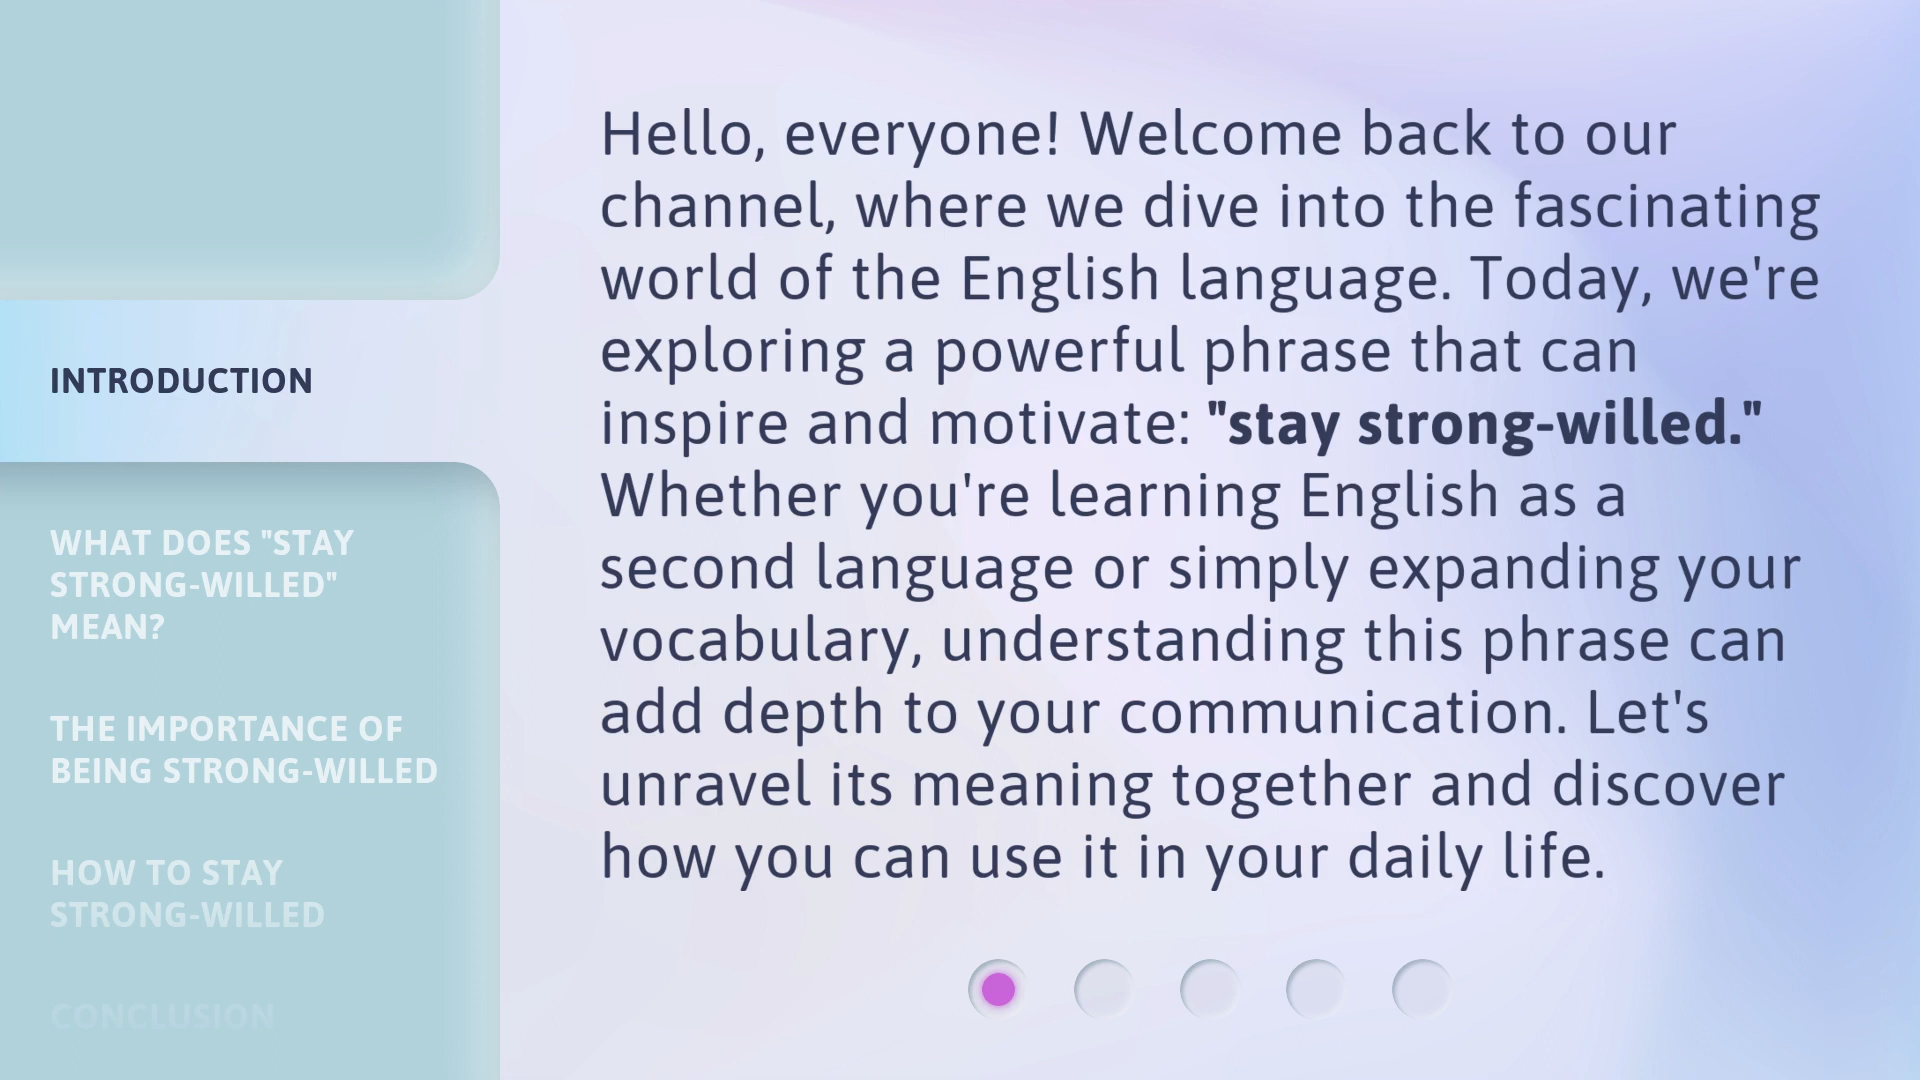 INTRODUCTION
WHAT DOES "STAY
STRONG-WILLED"
MEAN?
THE IMPORTANCE OF
BEING STRONG-WILLED
HOW TO STAY
STRONG-WILLED
CONCLUSION
Hello, everyone! Welcome back to our
channel, where we dive into the fascinating
world of the English language. Today, we're
exploring a powerful phrase that can
inspire and motivate: "stay strong-willed."
Whether you're learning English as a
second language or simply expanding your
vocabulary, understanding this phrase can
add depth to your communication. Let's
unravel its meaning together and discover
how you can use it in your daily life.